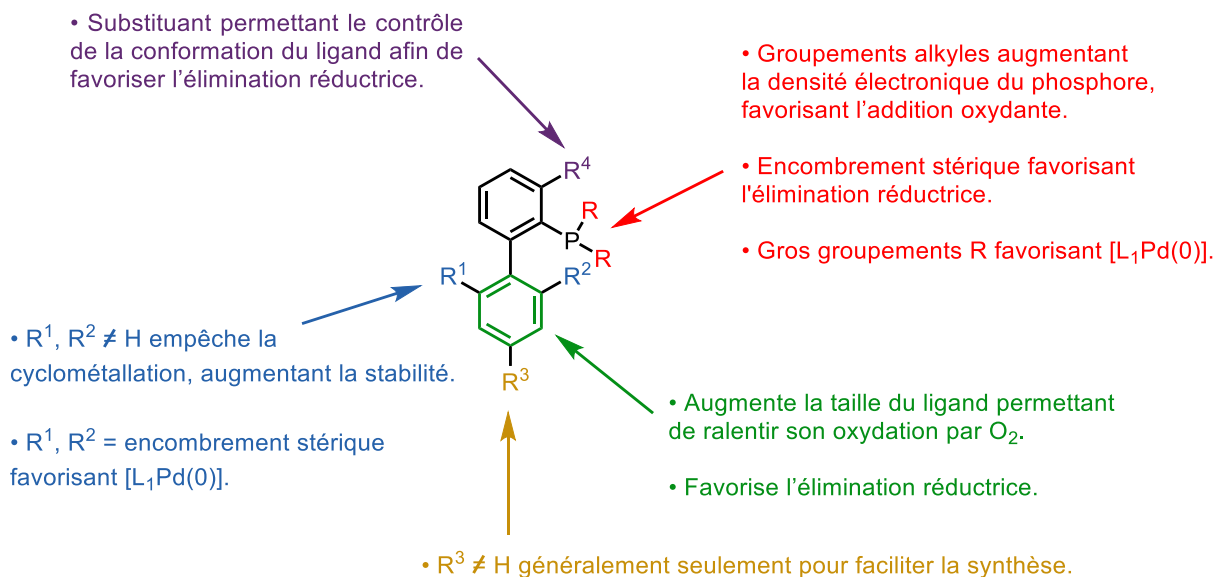 • Substituant permettant le contrôle
de la conformation du ligand afin de
favoriser l’élimination réductrice.
• Groupements alkyles augmentant
la densité électronique du phosphore,
favorisant l’addition oxydante.
• Encombrement stérique favorisant
l'élimination réductrice.
• Gros groupements R favorisant [L₁Pd(0)].
R⁴
R
P
R
R¹
R²
R³
• R¹, R² ≠ H empêche la
cyclométallation, augmentant la stabilité.
• R¹, R² = encombrement stérique
favorisant [L₁Pd(0)].
• Augmente la taille du ligand permettant
de ralentir son oxydation par O₂.
• Favorise l’élimination réductrice.
• R³ ≠ H généralement seulement pour faciliter la synthèse.